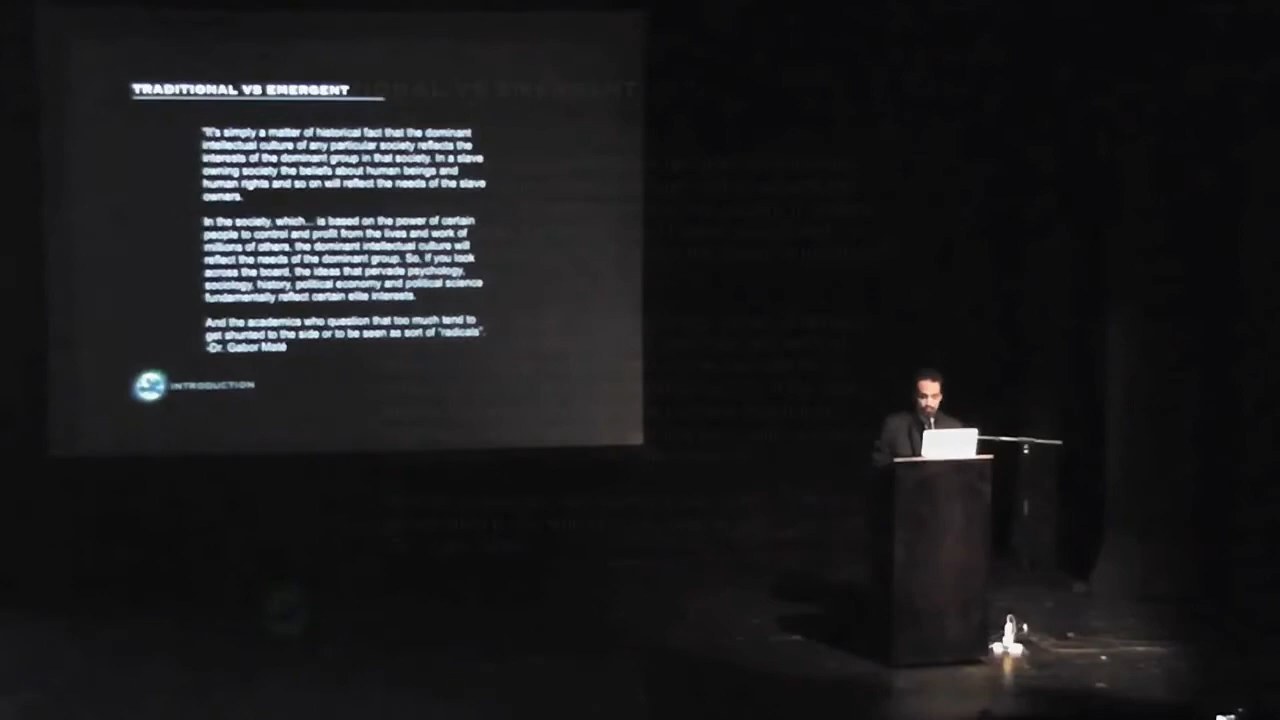 TRADITIONAL VS EMERGENT
"It's simply a matter of historical fact that the dominant
intellectual culture of any particular society reflects the
interests of the dominant group in that society. In a slave
owning society the beliefs about human beings and
human rights and so on will reflect the needs of the slave
owners.
In the society, which... is based on the power of certain
people to control and profit from the lives and work of
millions of others, the dominant intellectual culture will
reflect the needs of the dominant group. So, if you look
across the board, the ideas that pervade psychology,
sociology, history, political economy and political science
fundamentally reflect certain elite interests.
And the academics who question that too much tend to
get shunted to the side or to be seen as sort of "radicals".
-Dr. Gabor Maté
INTRODUCTION